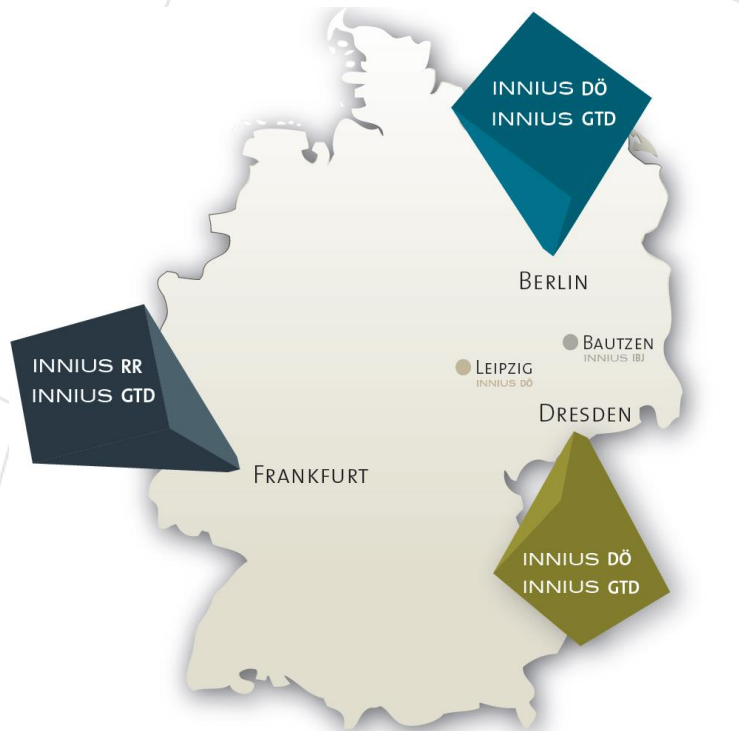 INNIUS DÖ
INNIUS GTD
BERLIN
BAUTZEN
INNIUS IBJ
LEIPZIG
INNIUS DÖ
INNIUS RR
INNIUS GTD
DRESDEN
FRANKFURT
INNIUS DÖ
INNIUS GTD